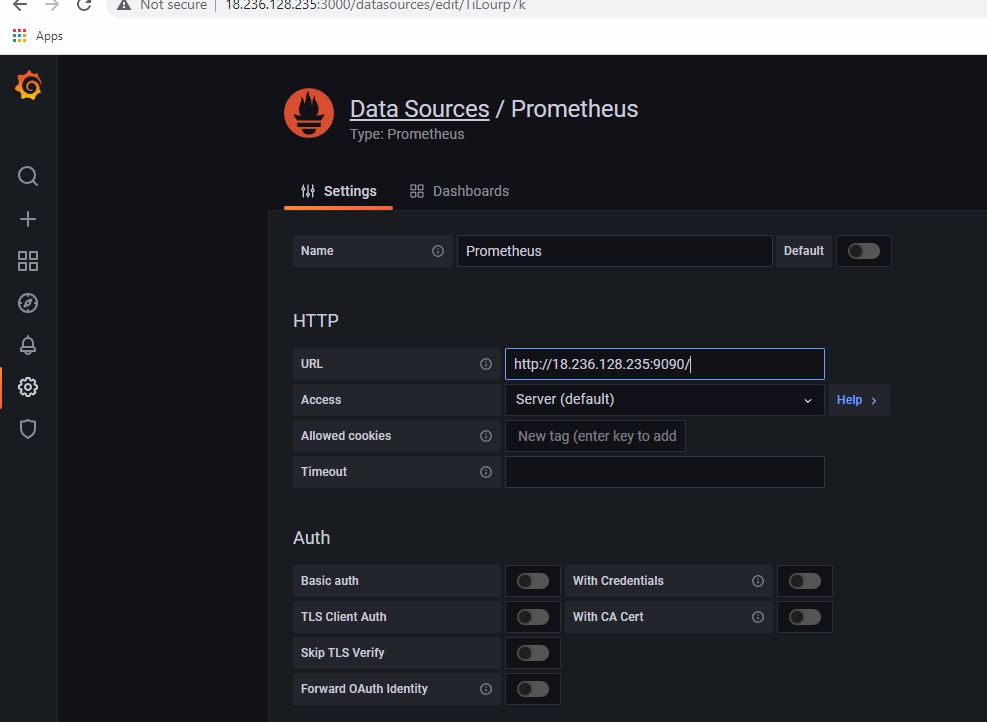 Not secure | 18.236.128.235:3000/datasources/edit/TiLourp7k
Apps
Data Sources / Prometheus
Type: Prometheus
Settings Dashboards
Name Prometheus Default
HTTP
URL http://18.236.128.235:9090/
Access Server (default) Help
Allowed cookies New tag (enter key to add
Timeout
Auth
Basic auth With Credentials
TLS Client Auth With CA Cert
Skip TLS Verify
Forward OAuth Identity